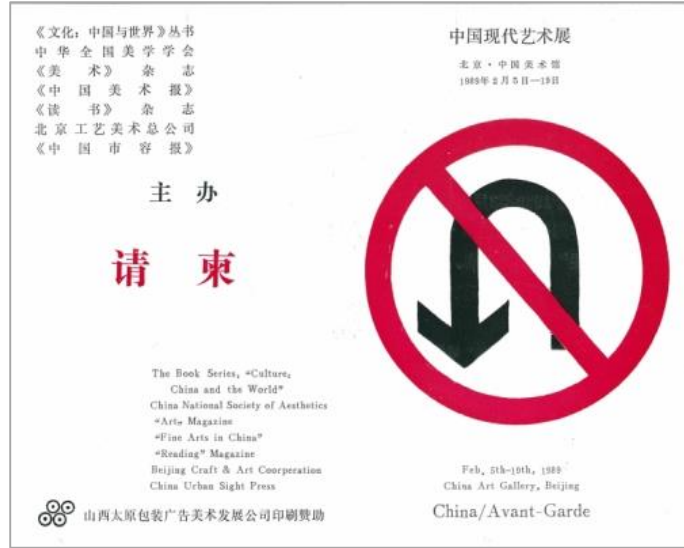 《文化：中国与世界》丛书
中华全国美学学会
《美术》杂志
《中国美术报》
《读书》杂志
北京工艺美术总公司
《中国市容报》
主办
请柬
The Book Series, “Culture,
China and the World”
China National Society of Aesthetics
“Art„ Magazine
“Fine Arts in China”
“Reading” Magazine
Beijing Craft & Art Coorperation
China Urban Sight Press
山西太原包装广告美术发展公司印刷赞助
中国现代艺术展
北京・中国美术馆
1989年2月5日—19日
Feb, 5th-19th, 1989
China Art Gallery, Beijing
China/Avant-Garde